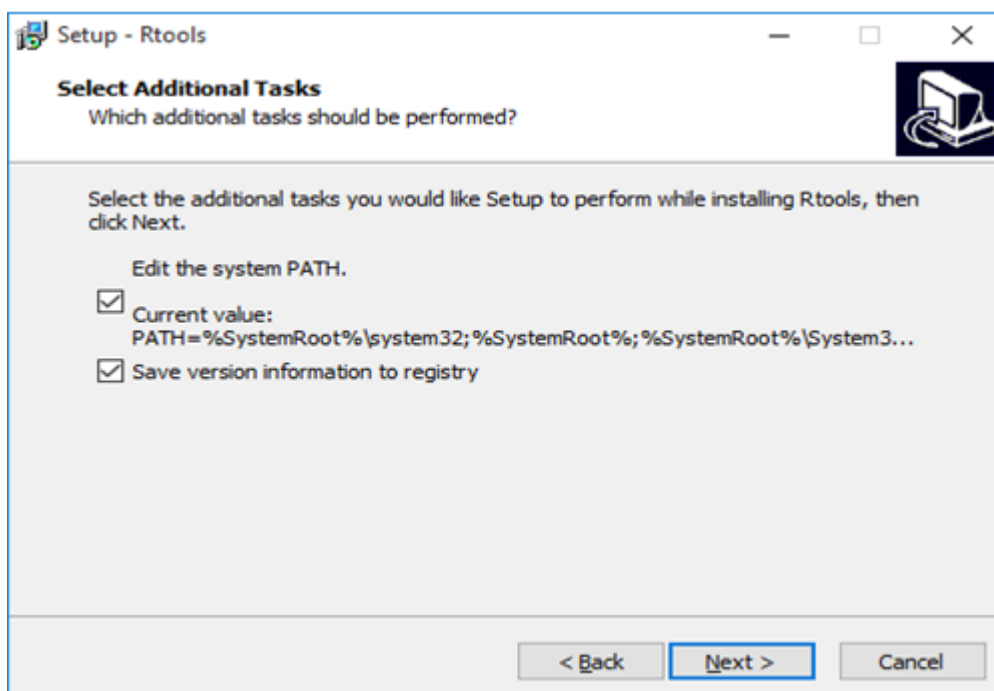 Setup - Rtools
Select Additional Tasks
Which additional tasks should be performed?
Select the additional tasks you would like Setup to perform while installing Rtools, then
click Next.
Edit the system PATH.
Current value:
PATH=%SystemRoot%\system32;%SystemRoot%;%SystemRoot%\System3...
Save version information to registry
< Back
Next >
Cancel